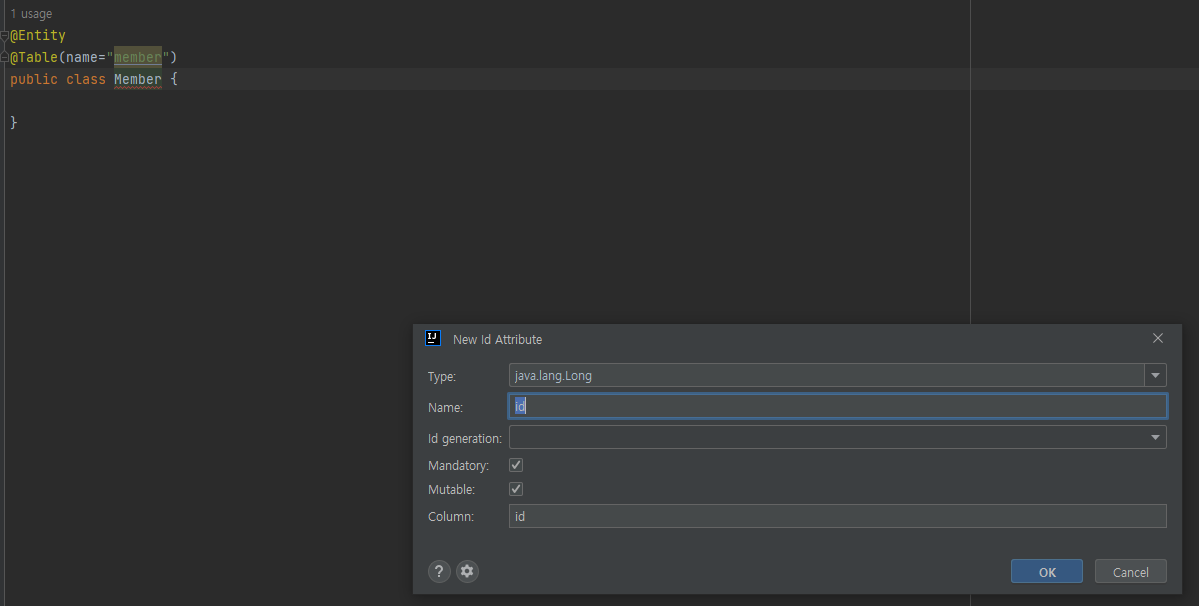 1 usage
@Entity
@Table(name="member")
public class Member {
}
IJ New Id Attribute
Type: java.lang.Long
Name: id
Id generation:
Mandatory:
Mutable:
Column: id
? OK Cancel